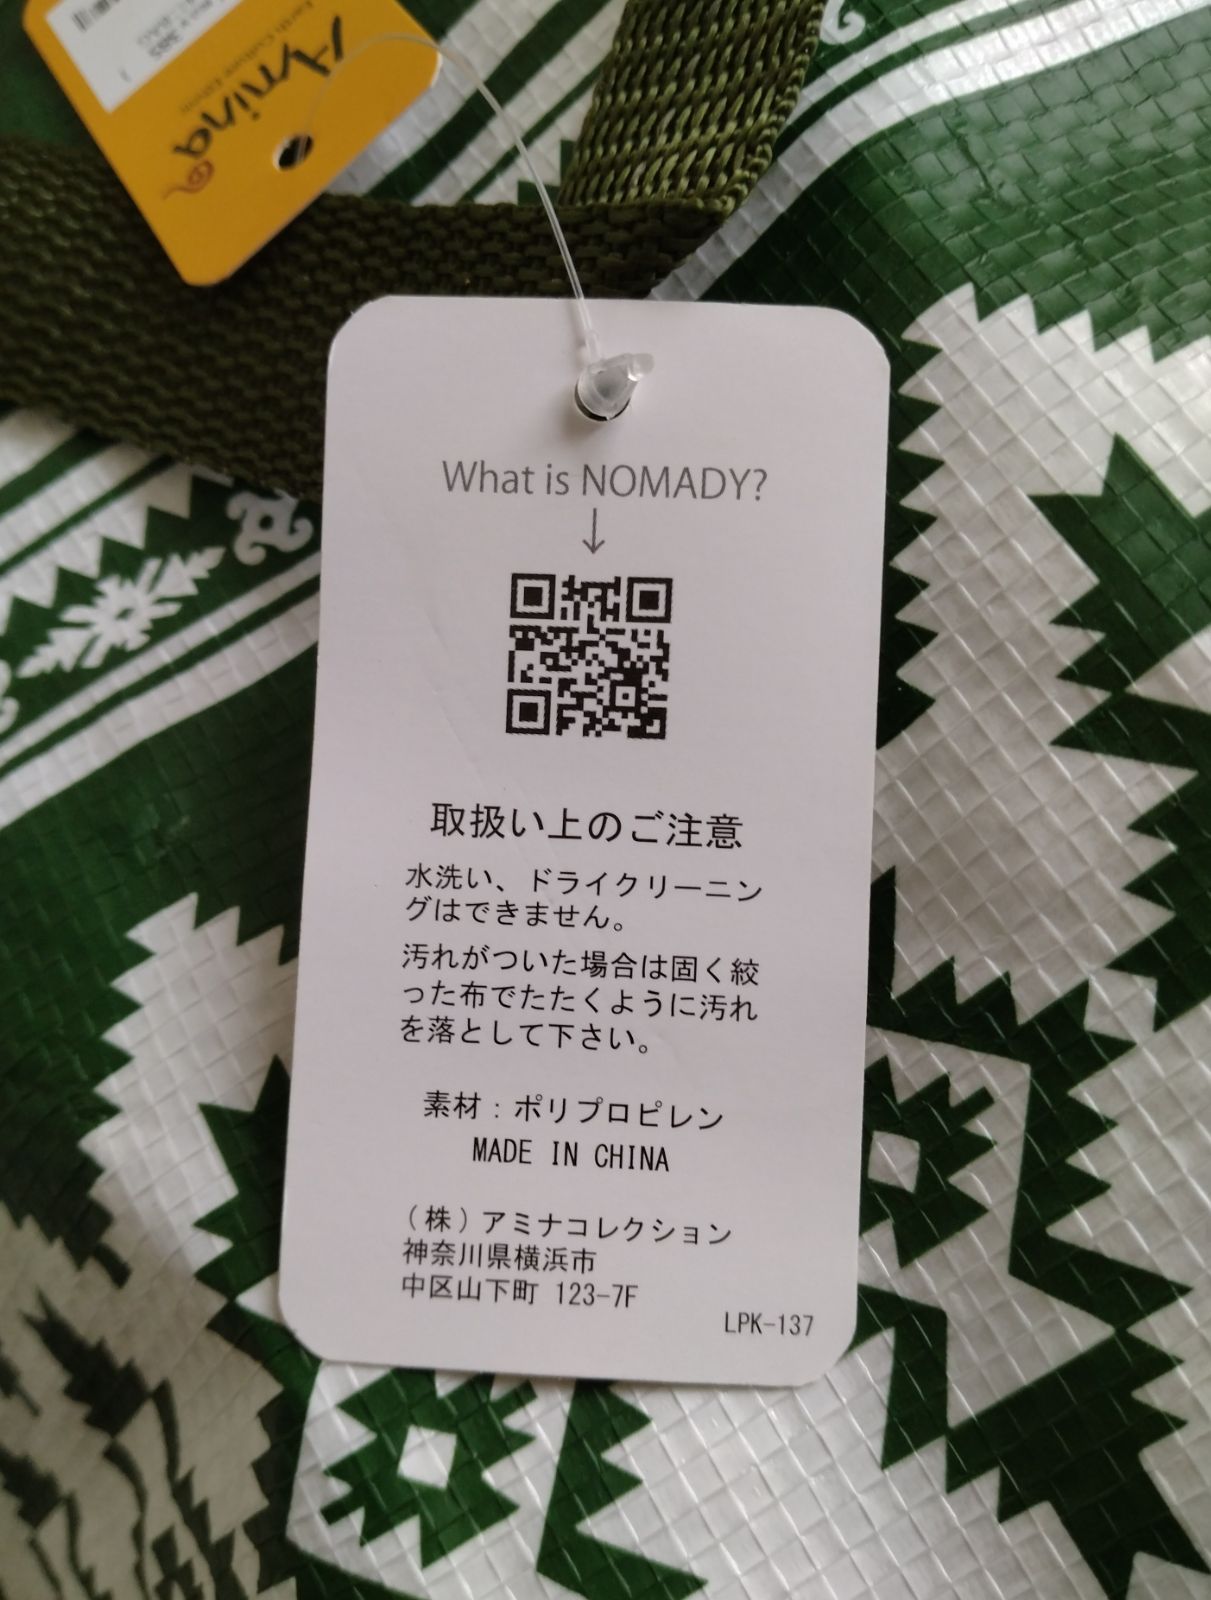 Amina
What is NOMADY?
↓
取扱い上のご注意
水洗い、ドライクリーニン
グはできません。
汚れがついた場合は固く絞
った布でたたくように汚れ
を落として下さい。
素材：ポリプロピレン
MADE IN CHINA
（株）アミナコレクション
神奈川県横浜市
中区山下町 123-7F
LPK-137